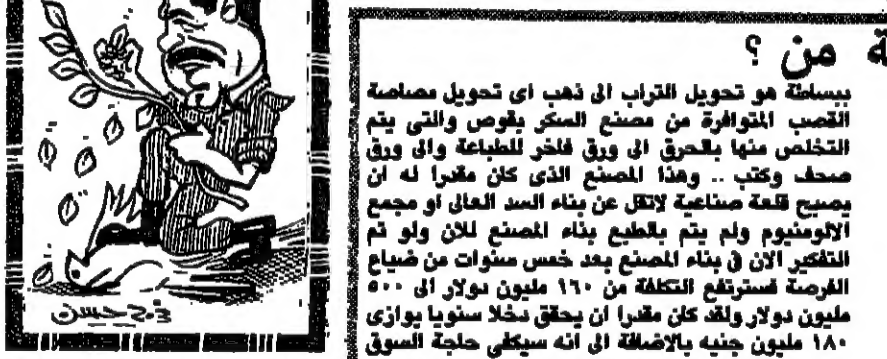 ة من ؟
ببساطة هو تحويل التراب الى ذهب اى تحويل مصاصة
القصب المتوافرة من مصنع السكر بقوص والتى يتم
التخلص منها بالحرق الى ورق فاخر للطباعة والى ورق
صحف وكتب .. وهذا المصنع الذى كان مقدرا له ان
يصبح قلعة صناعية لاتقل عن بناء السد العالى او مجمع
الالومنيوم ولم يتم بالطبع بناء المصنع للان ولو تم
التفكير الان فى بناء المصنع بعد خمس سنوات من ضياع
الفرصة فسترتفع التكلفة من ١٦٠ مليون دولار الى ٥٠٠
مليون دولار ولقد كان مقدرا ان يحقق دخلا سنويا يوازى
١٨٠ مليون جنيه بالاضافة الى انه سيكفى حاجة السوق
حسن